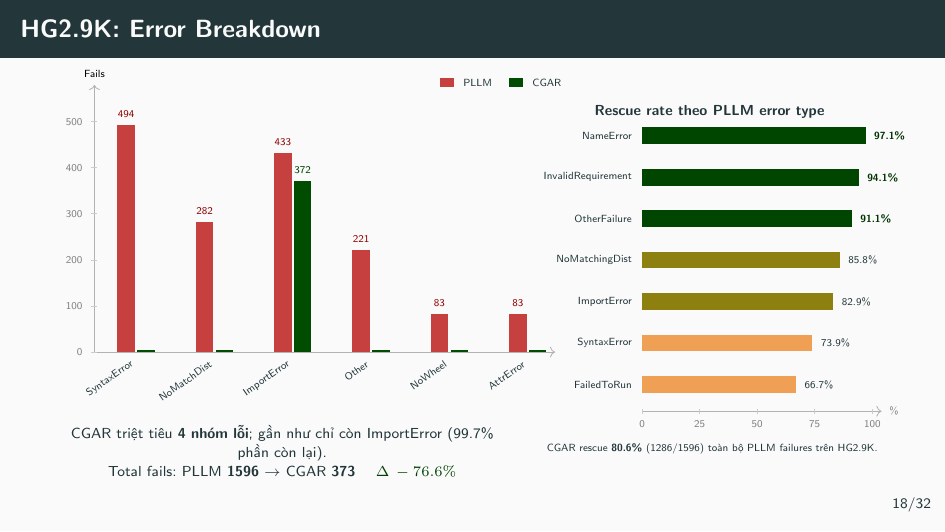 HG2.9K: Error Breakdown
Fails
PLLM CGAR
500
400
300
200
100
0
494
282
433
372
221
83
83
SyntaxError
NoMatchDist
ImportError
Other
NoWheel
AttrError
CGAR triệt tiêu 4 nhóm lỗi; gần như chỉ còn ImportError (99.7%
phần còn lại).
Total fails: PLLM 1596 → CGAR 373 Δ − 76.6%
Rescue rate theo PLLM error type
NameError 97.1%
InvalidRequirement 94.1%
OtherFailure 91.1%
NoMatchingDist 85.8%
ImportError 82.9%
SyntaxError 73.9%
FailedToRun 66.7%
0 25 50 75 100 %
CGAR rescue 80.6% (1286/1596) toàn bộ PLLM failures trên HG2.9K.
18/32